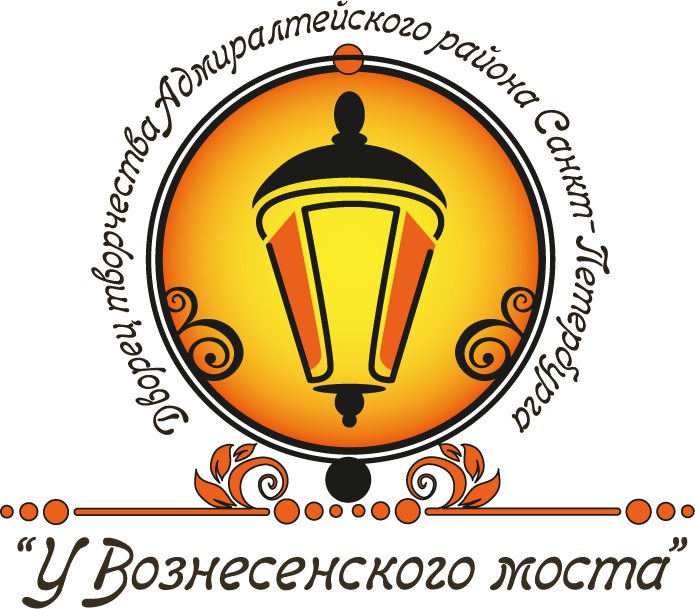 Дворец творчества Адмиралтейского района Санкт-Петербурга
“У Вознесенского моста”